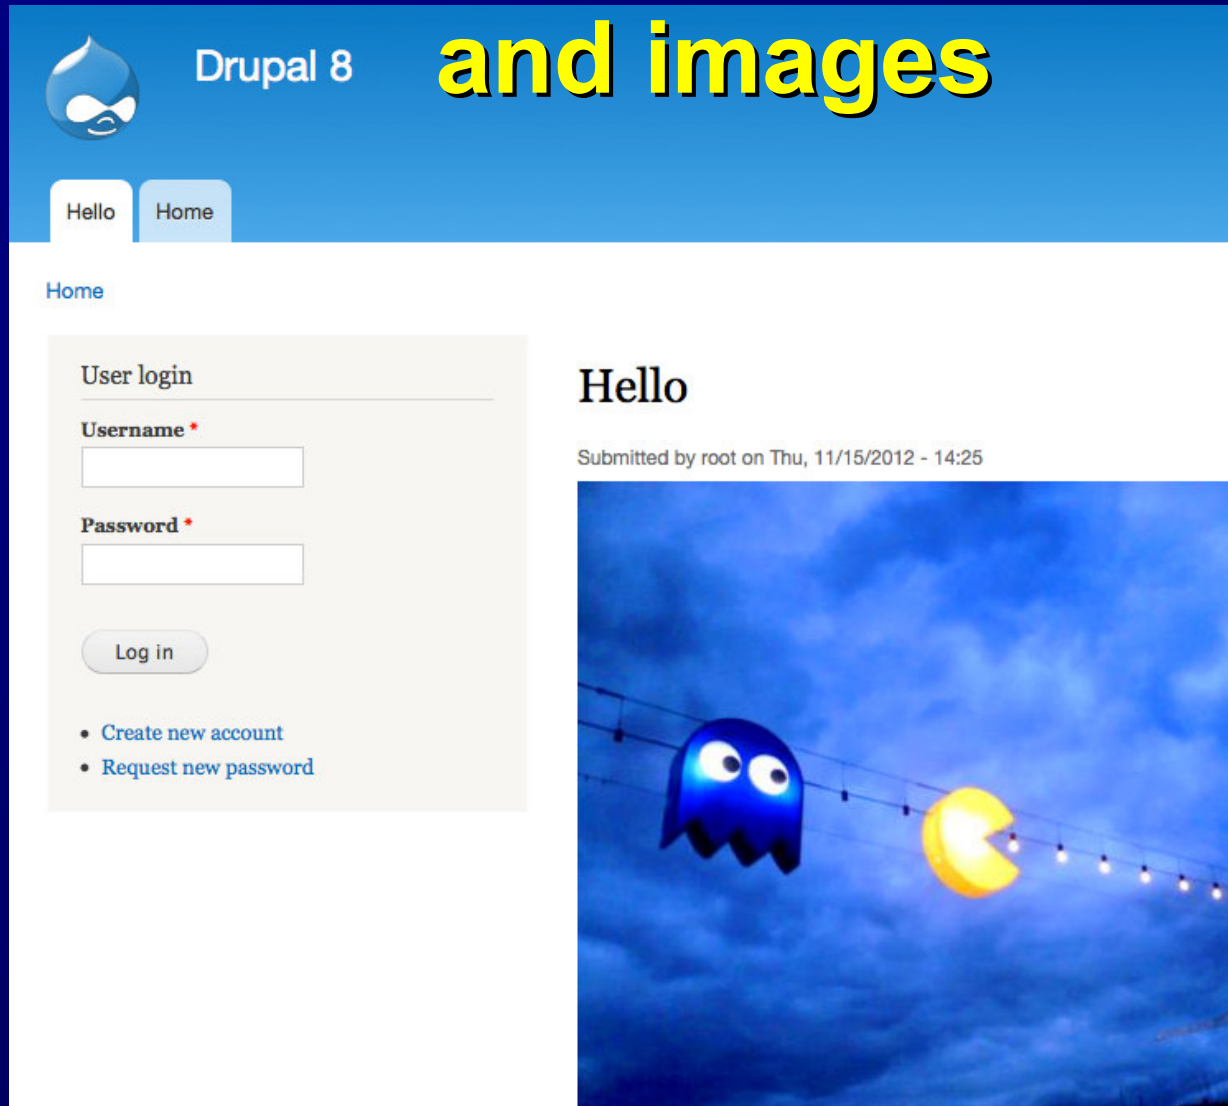 Drupal 8
and images
Hello
Home
Home
User login
Username *
Password *
Log in
Create new account
Request new password
Hello
Submitted by root on Thu, 11/15/2012 - 14:25